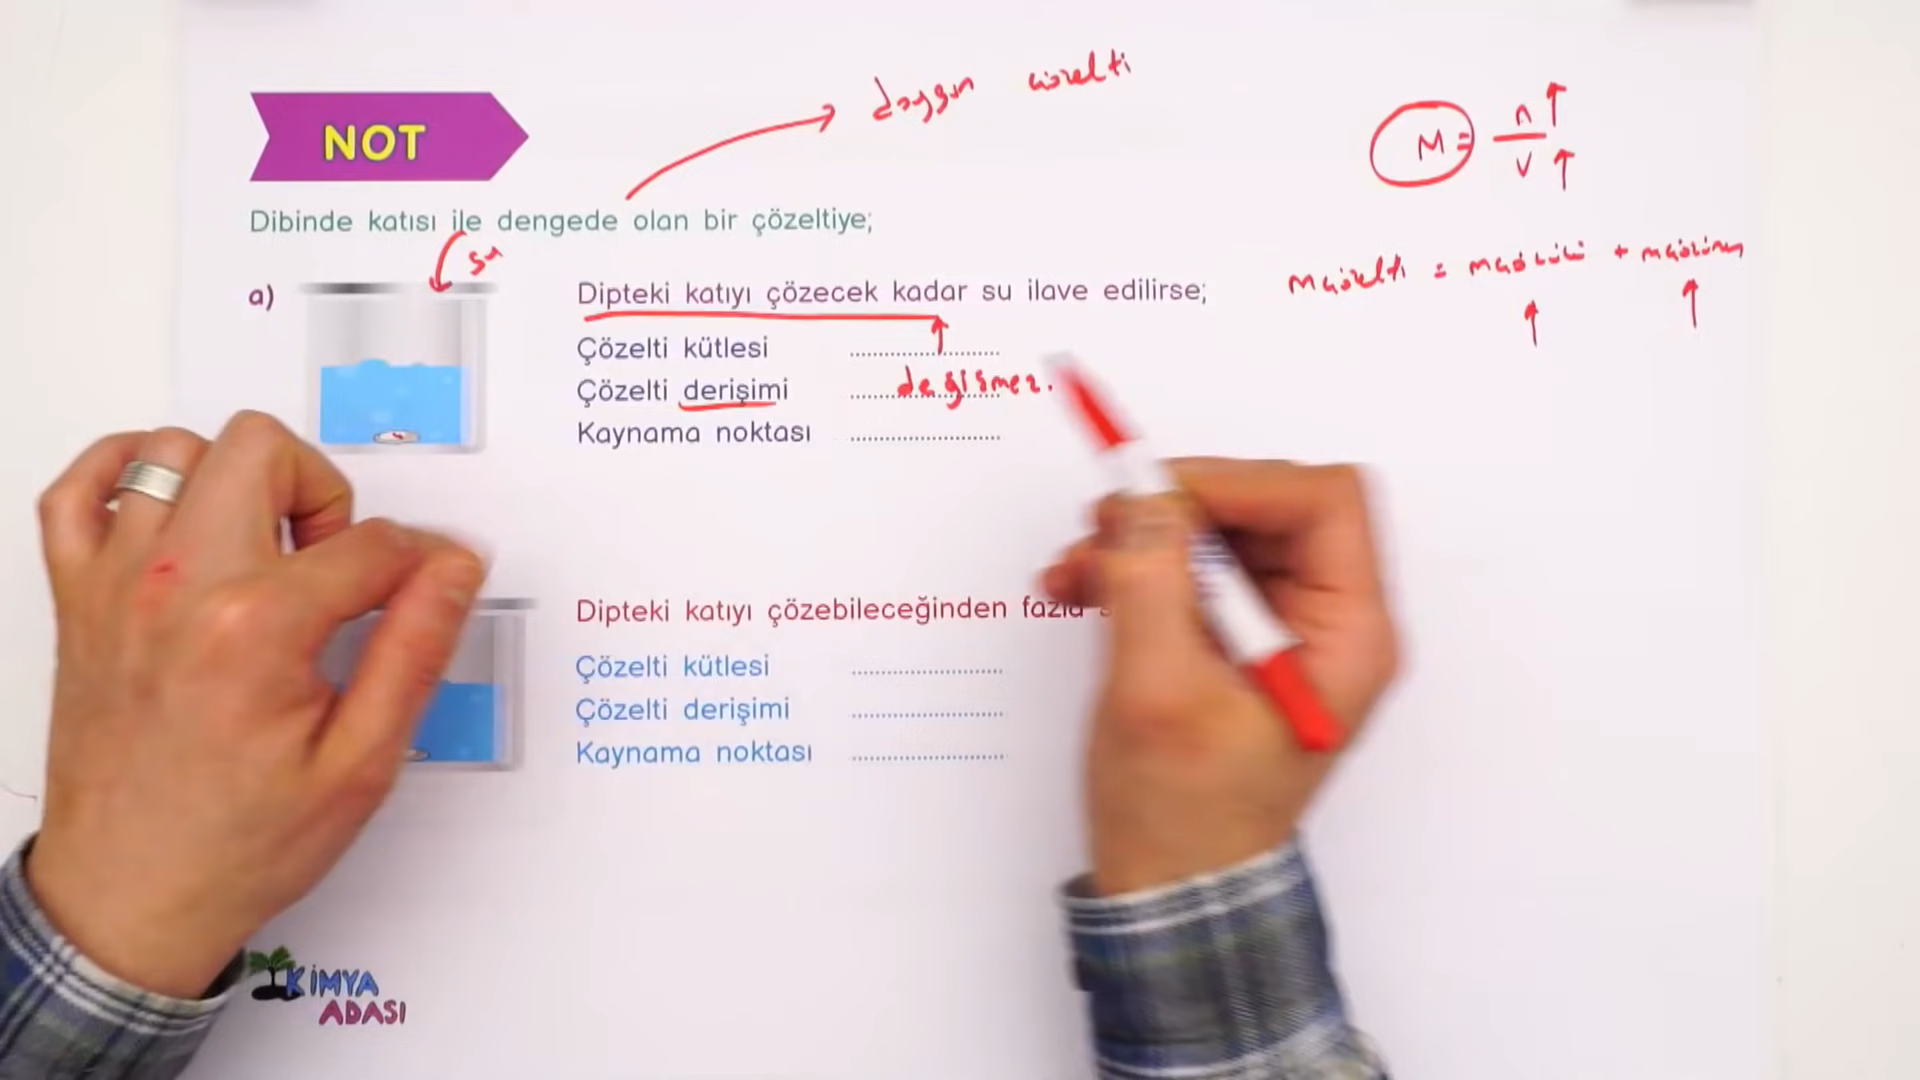 NOT
doygun çözelti
M = n / V
Dibinde katısı ile dengede olan bir çözeltiye;
su
mçözelti = mçözücü + mçözünen
a) Dipteki katıyı çözecek kadar su ilave edilirse;
Çözelti kütlesi ........................
Çözelti derişimi ........................ değişmez.
Kaynama noktası ........................
Dipteki katıyı çözebileceğinden fazla
Çözelti kütlesi ........................
Çözelti derişimi ........................
Kaynama noktası ........................
KİMYA
ADASI